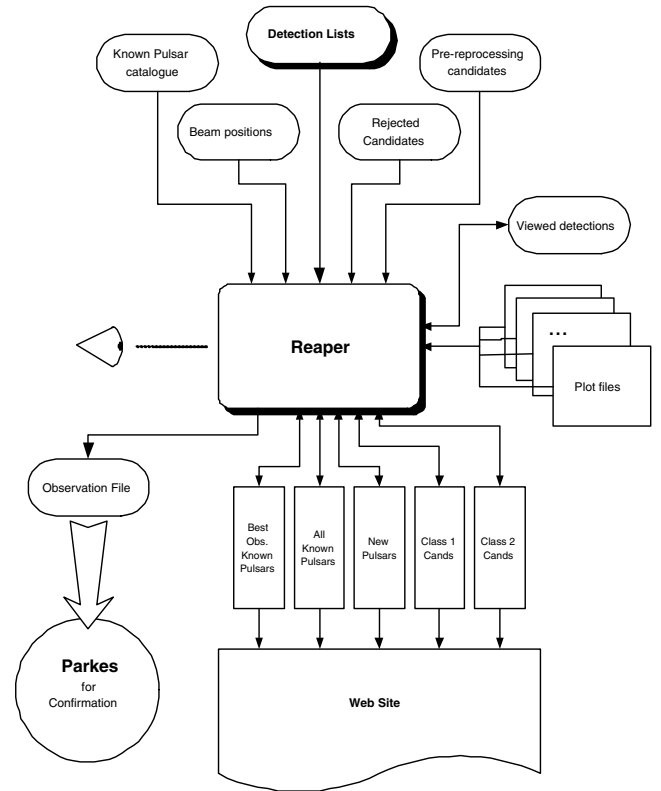 Detection Lists
Known Pulsar
catalogue
Pre-reprocessing
candidates
Beam positions
Rejected
Candidates
Viewed detections
Reaper
...
Plot files
Observation File
Best
Obs.
Known
Pulsars
All
Known
Pulsars
New
Pulsars
Class 1
Cands
Class 2
Cands
Parkes
for
Confirmation
Web Site